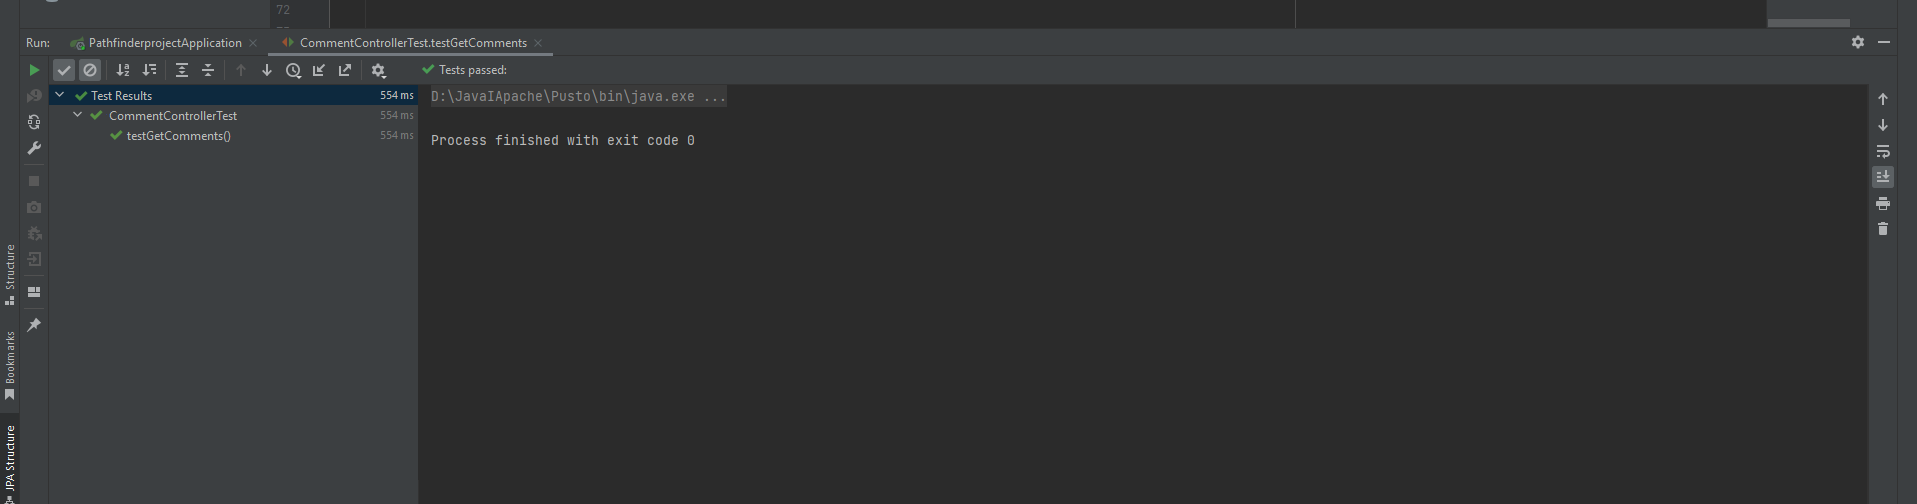 72
Run: PathfinderprojectApplication CommentControllerTest.testGetComments
Tests passed:
Test Results 554 ms
CommentControllerTest 554 ms
testGetComments() 554 ms
D:\JavaIApache\Pusto\bin\java.exe ...
Process finished with exit code 0
Structure
Bookmarks
JPA Structure